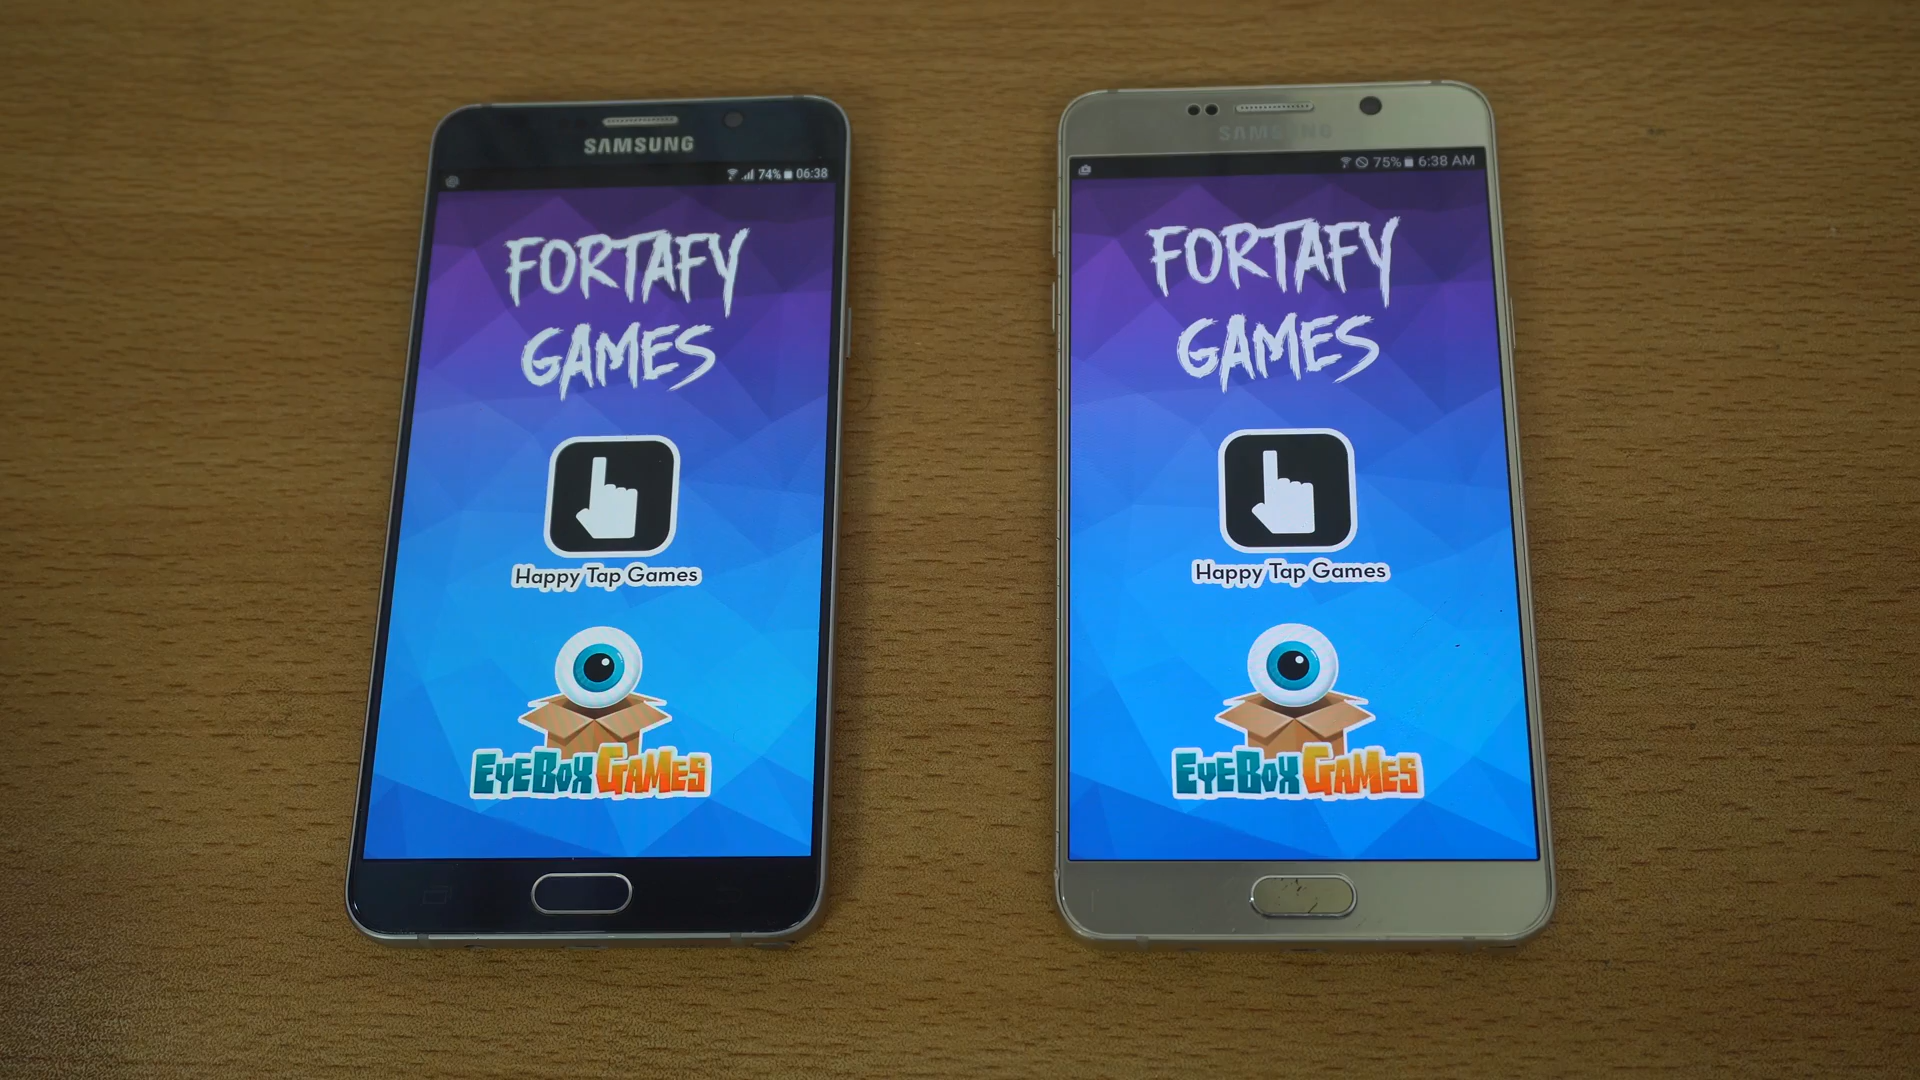 SAMSUNG
74% 06:38
FORTAFY
GAMES
Happy Tap Games
EYEBOX GAMES
SAMSUNG
75% 6:38 AM
FORTAFY
GAMES
Happy Tap Games
EYEBOX GAMES